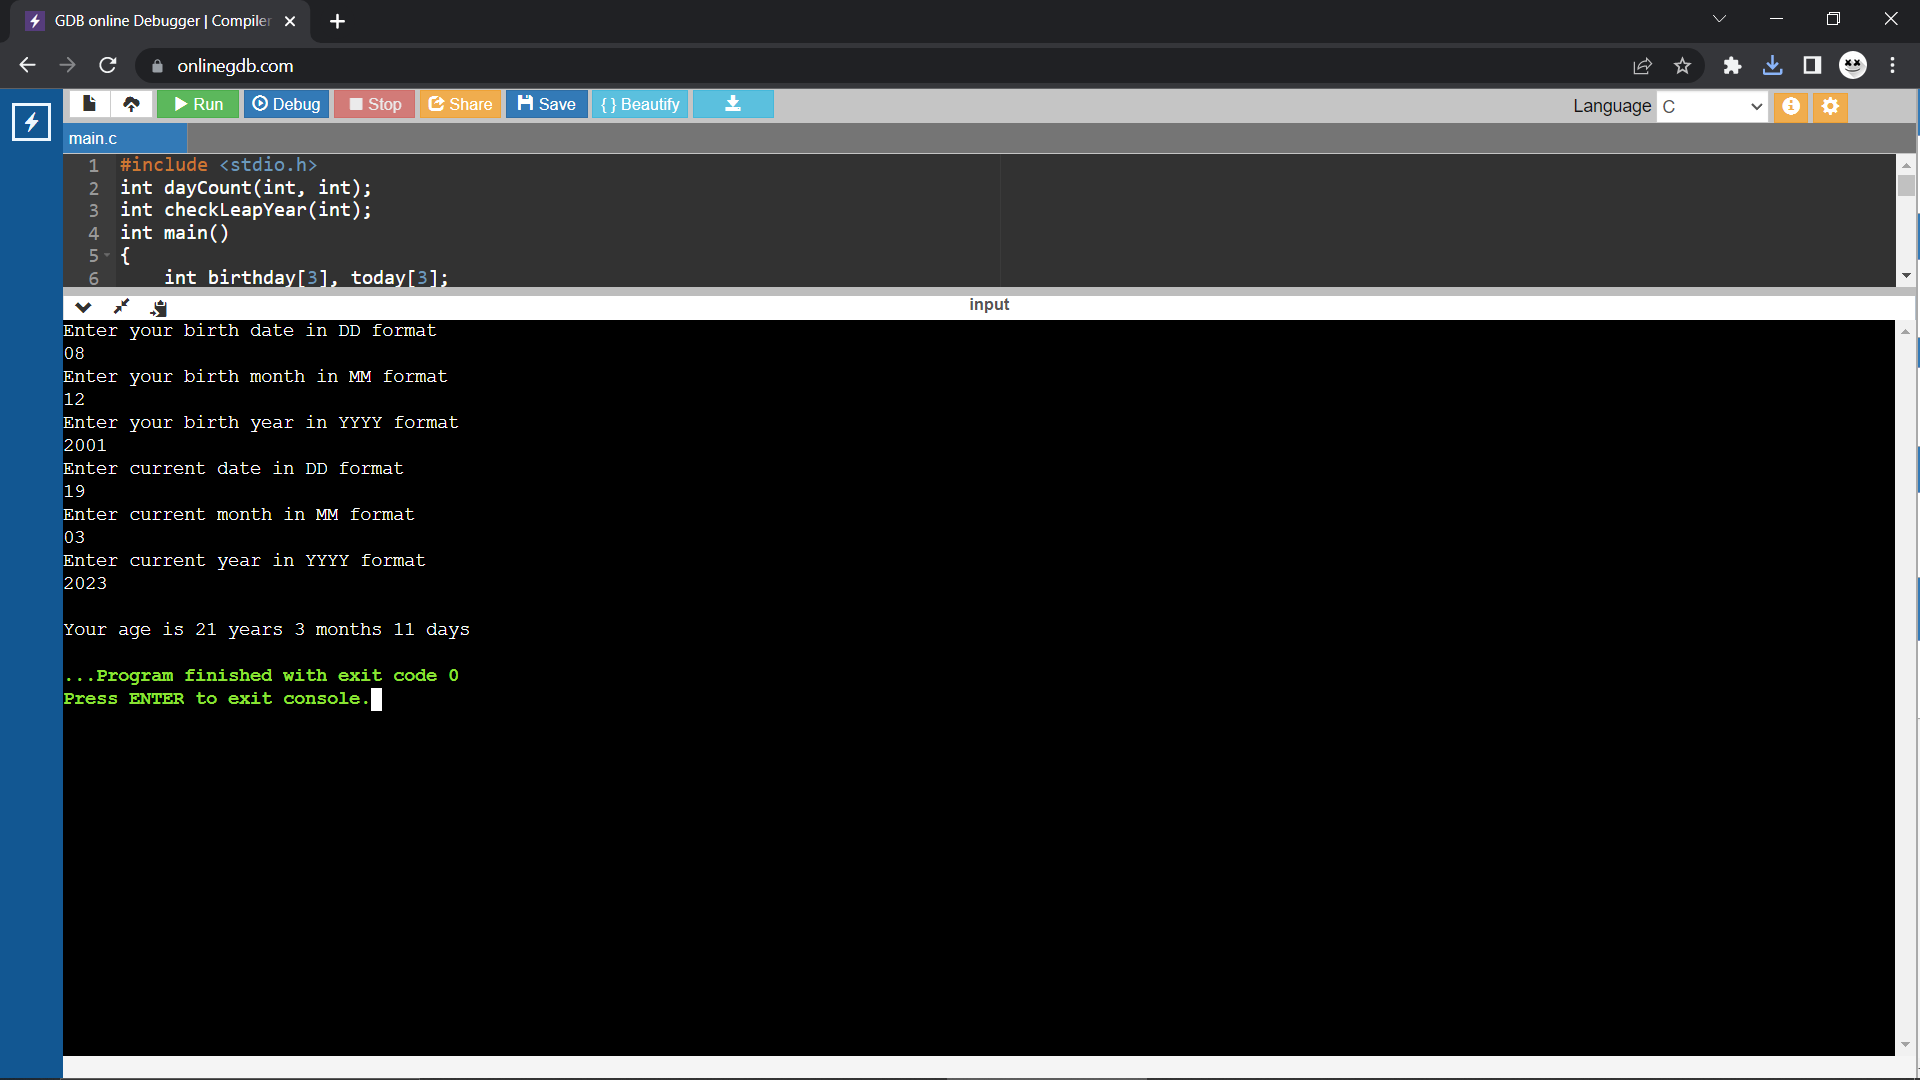 GDB online Debugger | Compiler
onlinegdb.com
Run Debug Stop Share Save { } Beautify Language C
main.c
1 #include <stdio.h>
2 int dayCount(int, int);
3 int checkLeapYear(int);
4 int main()
5 {
6 int birthday[3], today[3];
input
Enter your birth date in DD format
08
Enter your birth month in MM format
12
Enter your birth year in YYYY format
2001
Enter current date in DD format
19
Enter current month in MM format
03
Enter current year in YYYY format
2023
Your age is 21 years 3 months 11 days
...Program finished with exit code 0
Press ENTER to exit console.